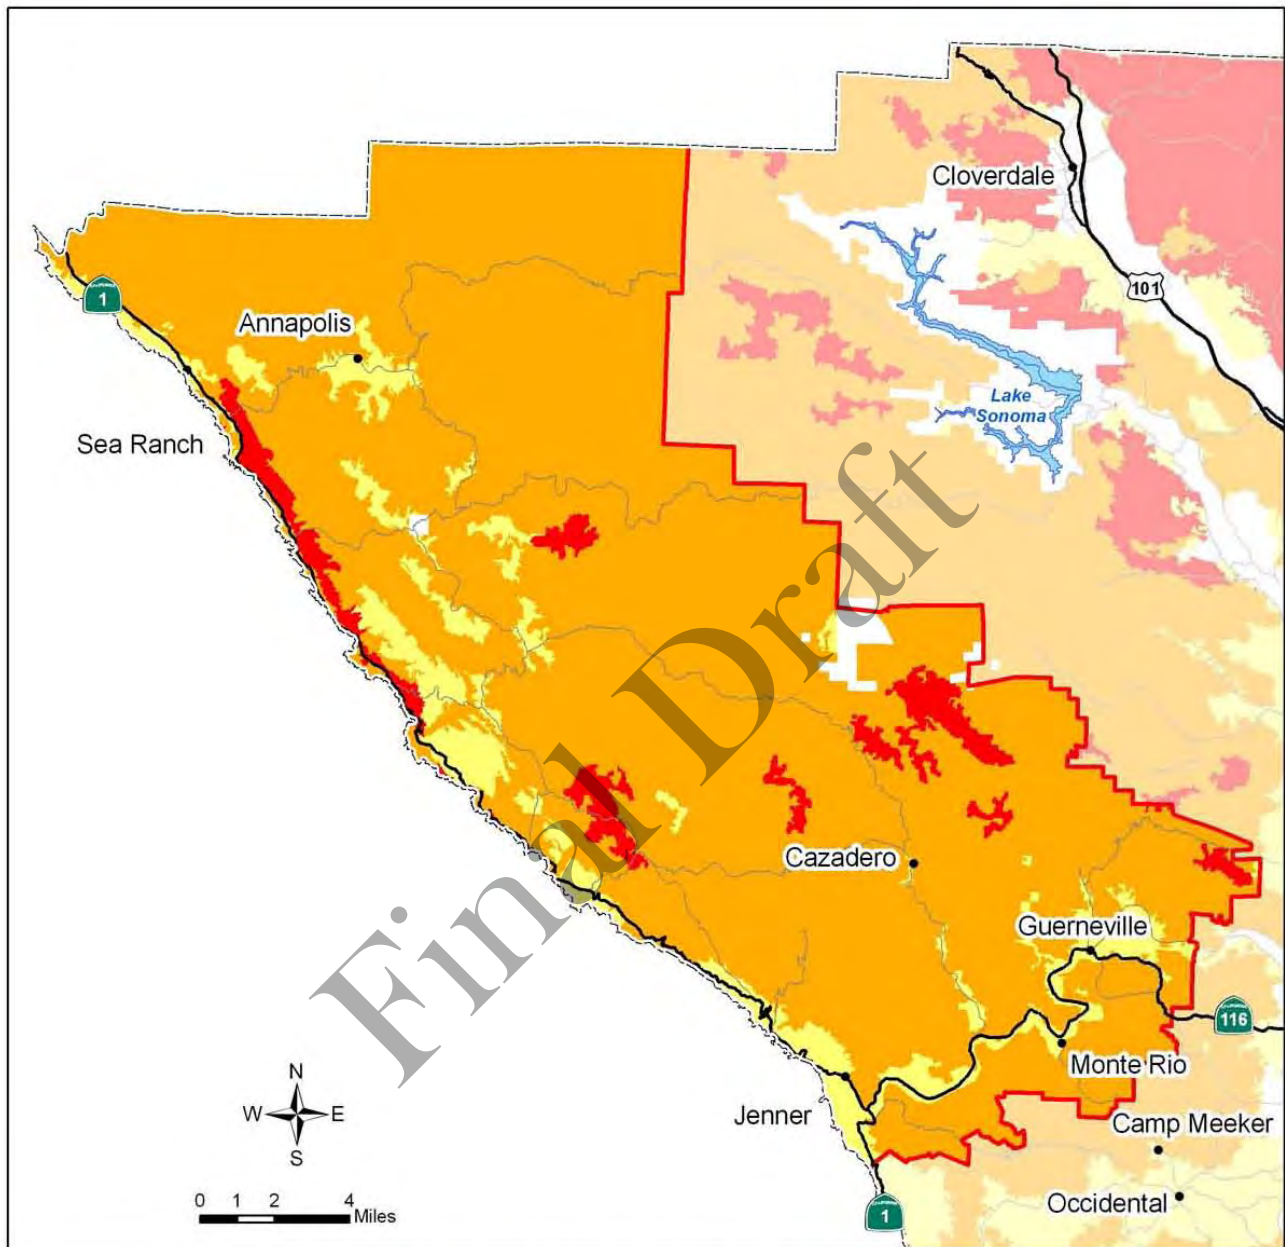 Cloverdale
101
1
Annapolis
Lake
Sonoma
Sea Ranch
Final Draft
Cazadero
Guerneville
116
Monte Rio
N
W E
S
Jenner
Camp Meeker
Occidental
0 1 2 4
Miles
1